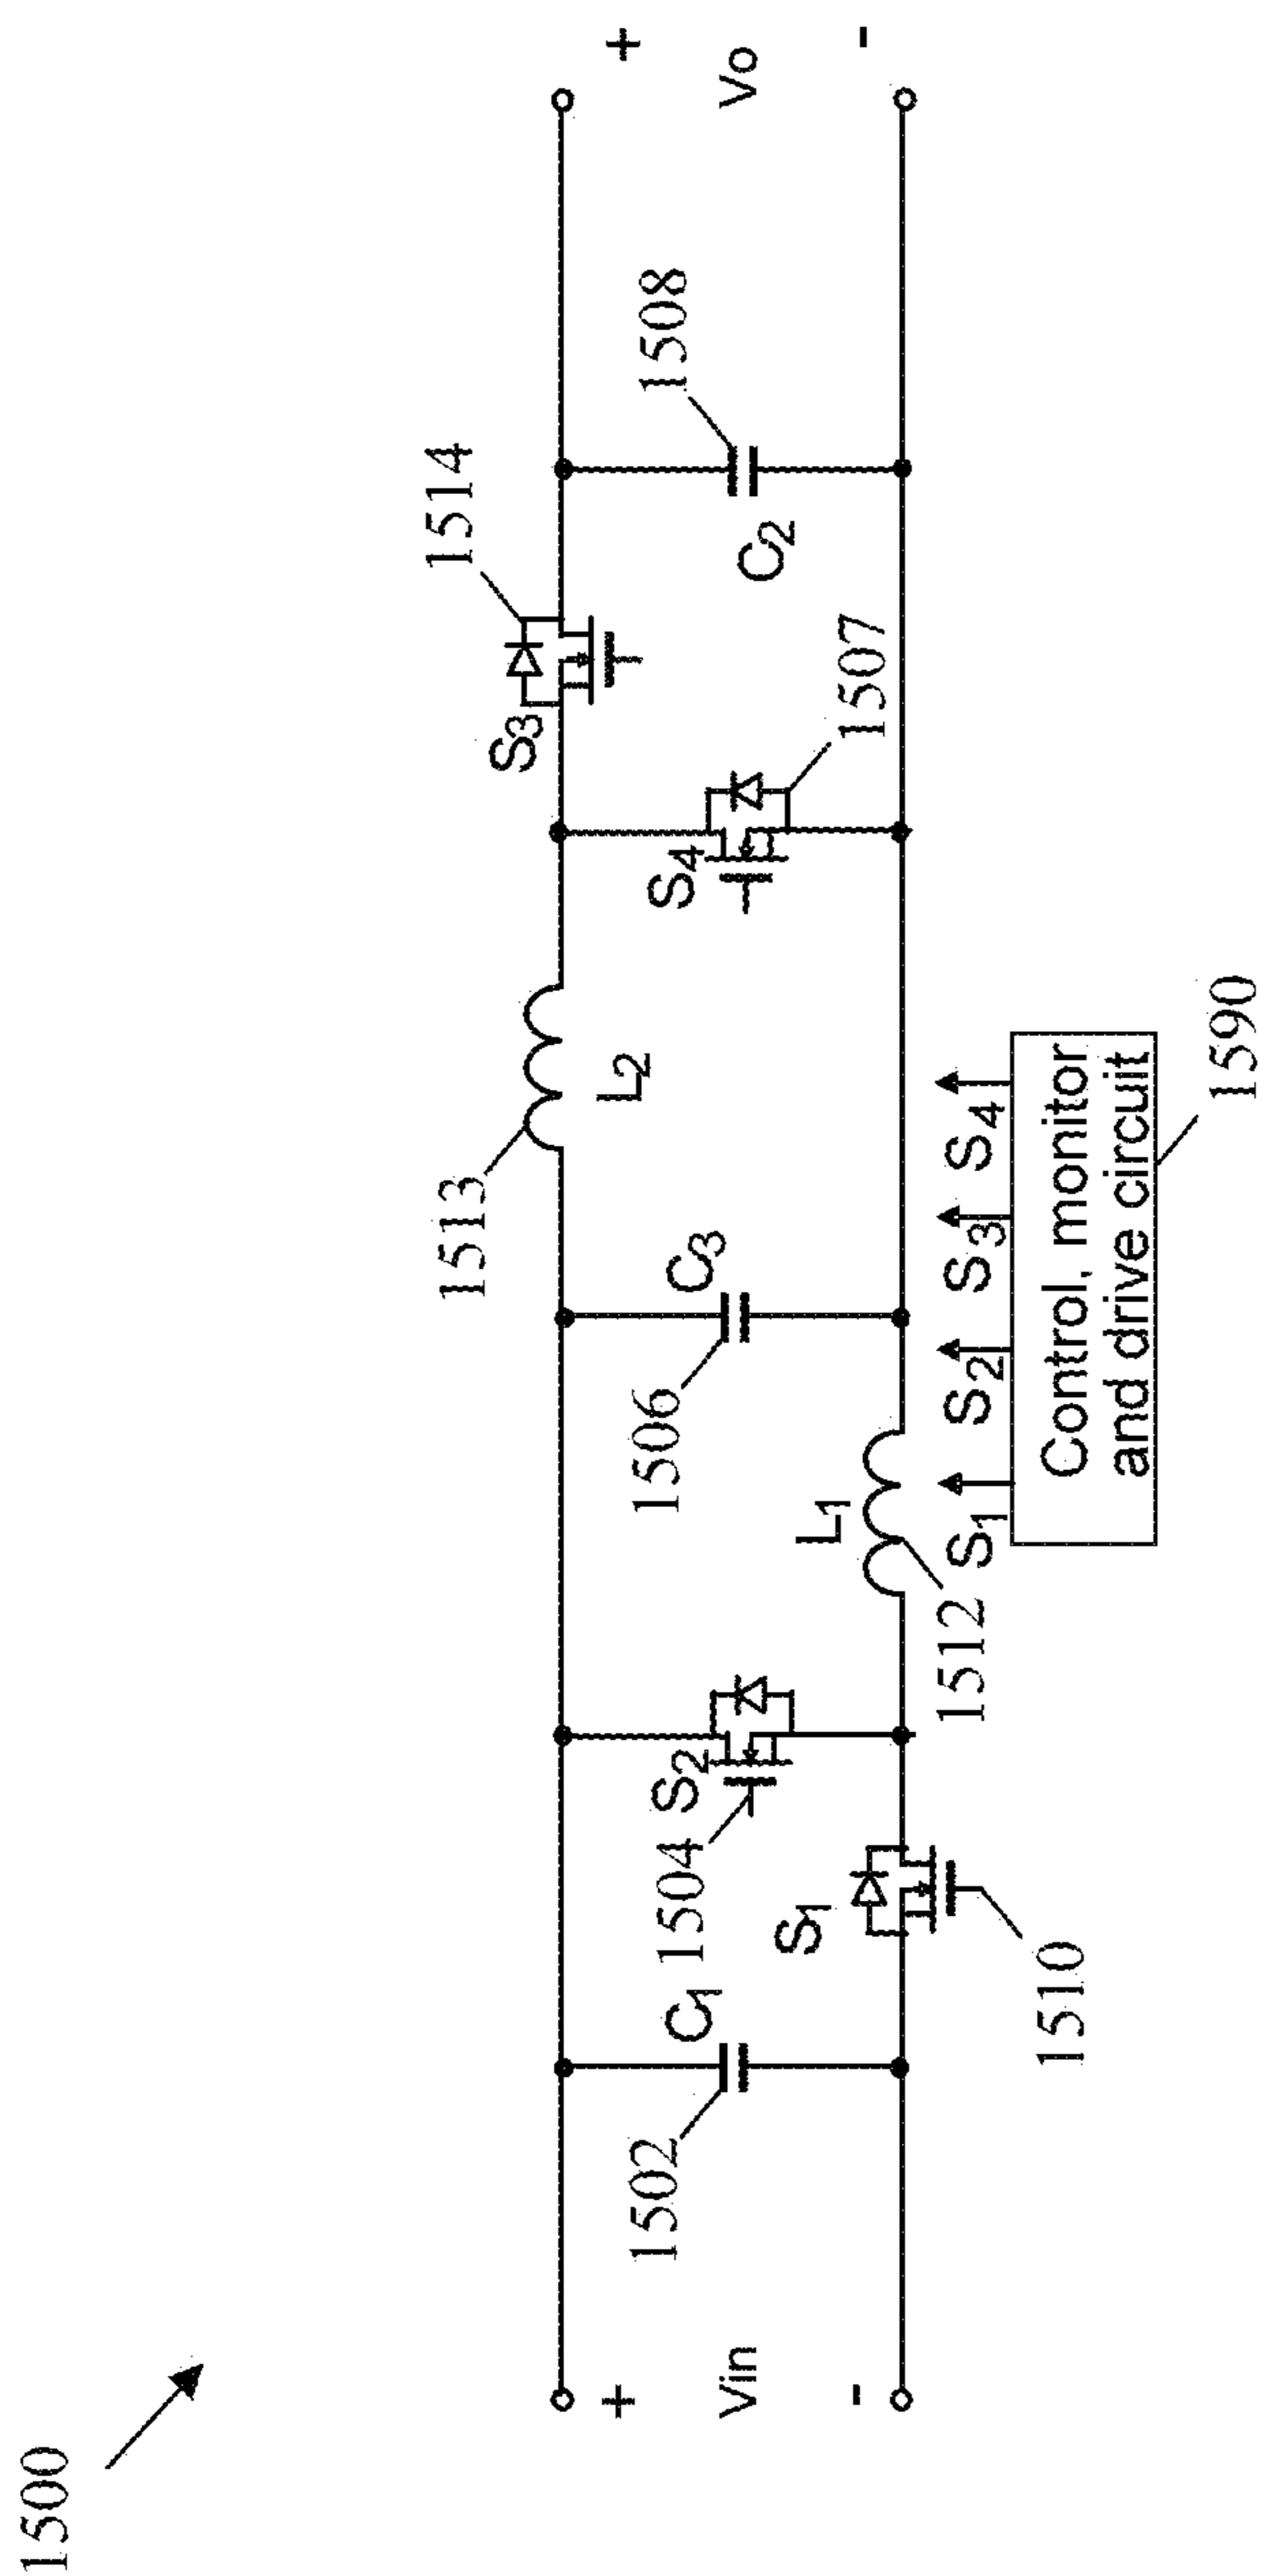 1500
1514
S3
+
1513
L2
S4
1507
1508
C2
Vo
-
+
Vin
-
1502
C1
1504
S2
1506
C3
S1
1510
L1
1512
S1
S2
S3
S4
Control, monitor
and drive circuit
1590